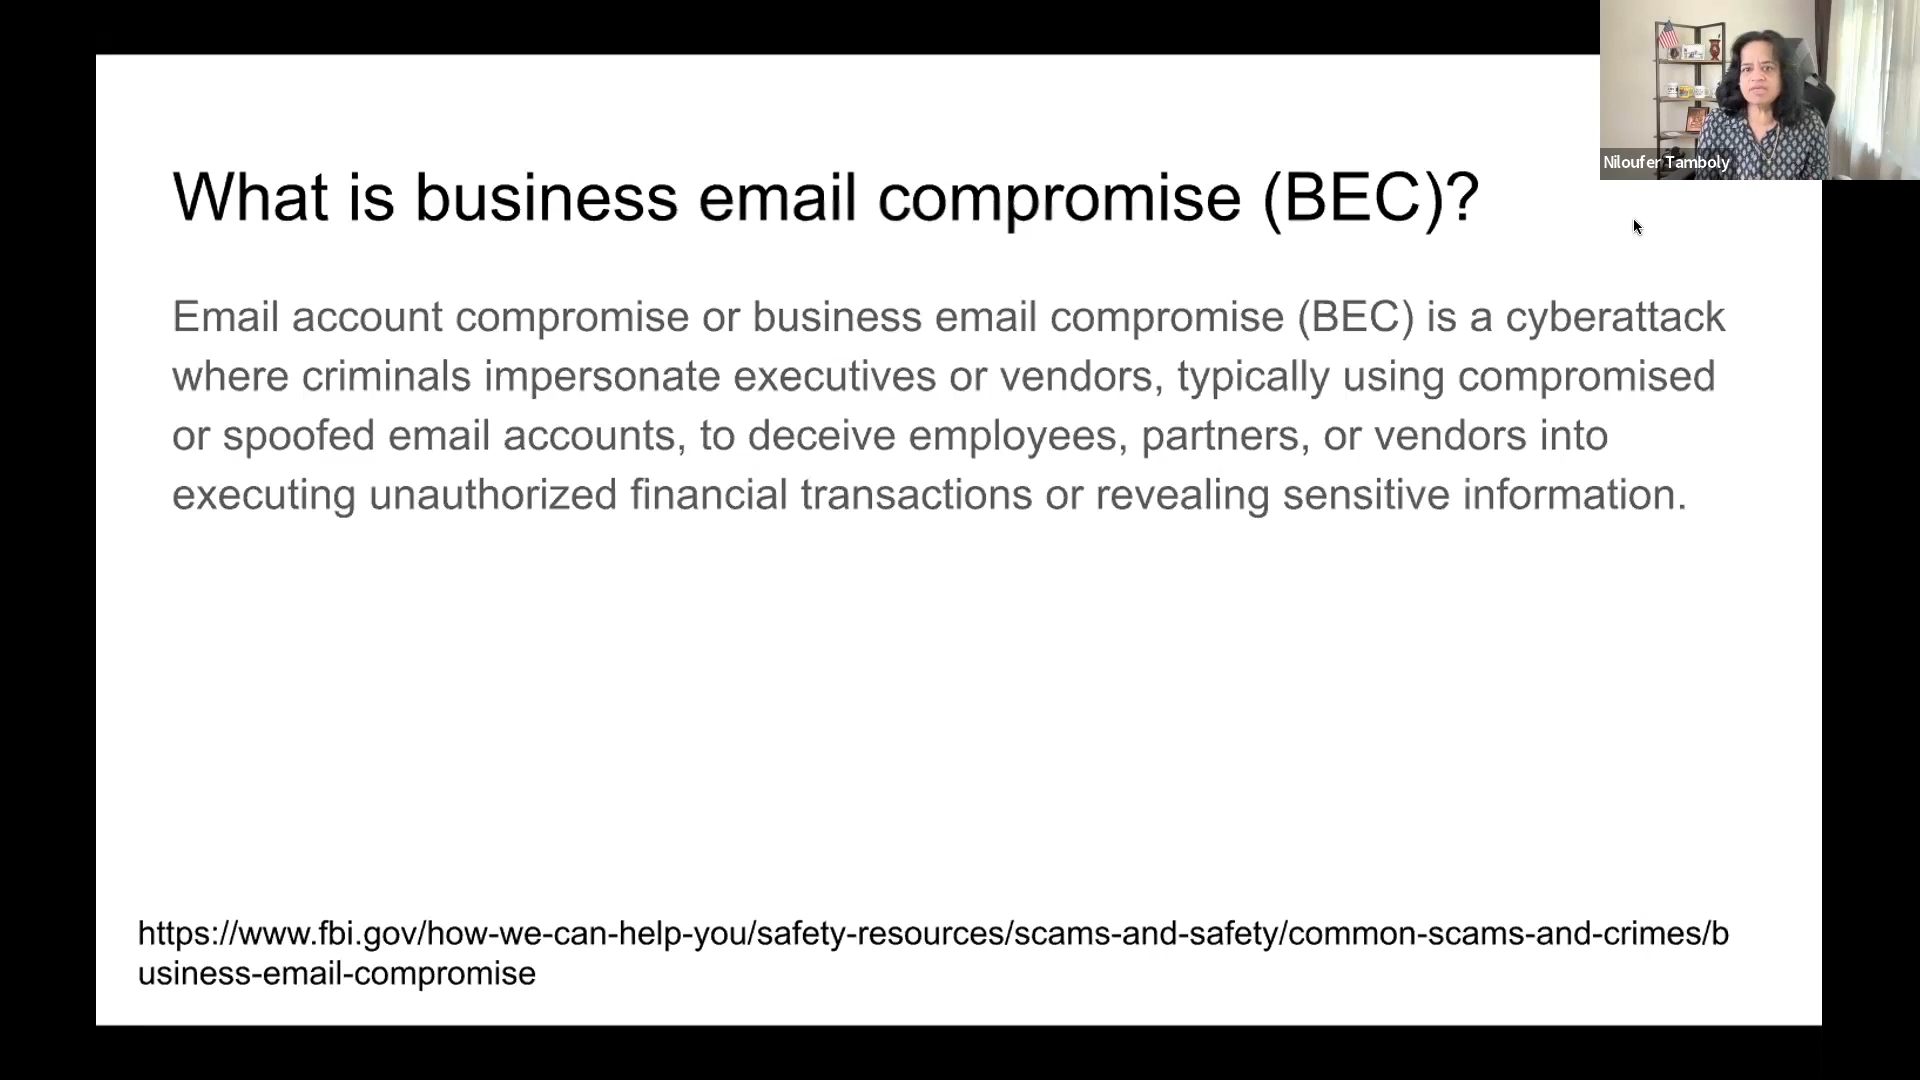 What is business email compromise (BEC)?
Email account compromise or business email compromise (BEC) is a cyberattack
where criminals impersonate executives or vendors, typically using compromised
or spoofed email accounts, to deceive employees, partners, or vendors into
executing unauthorized financial transactions or revealing sensitive information.
https://www.fbi.gov/how-we-can-help-you/safety-resources/scams-and-safety/common-scams-and-crimes/b
usiness-email-compromise
Niloufer Tamboly